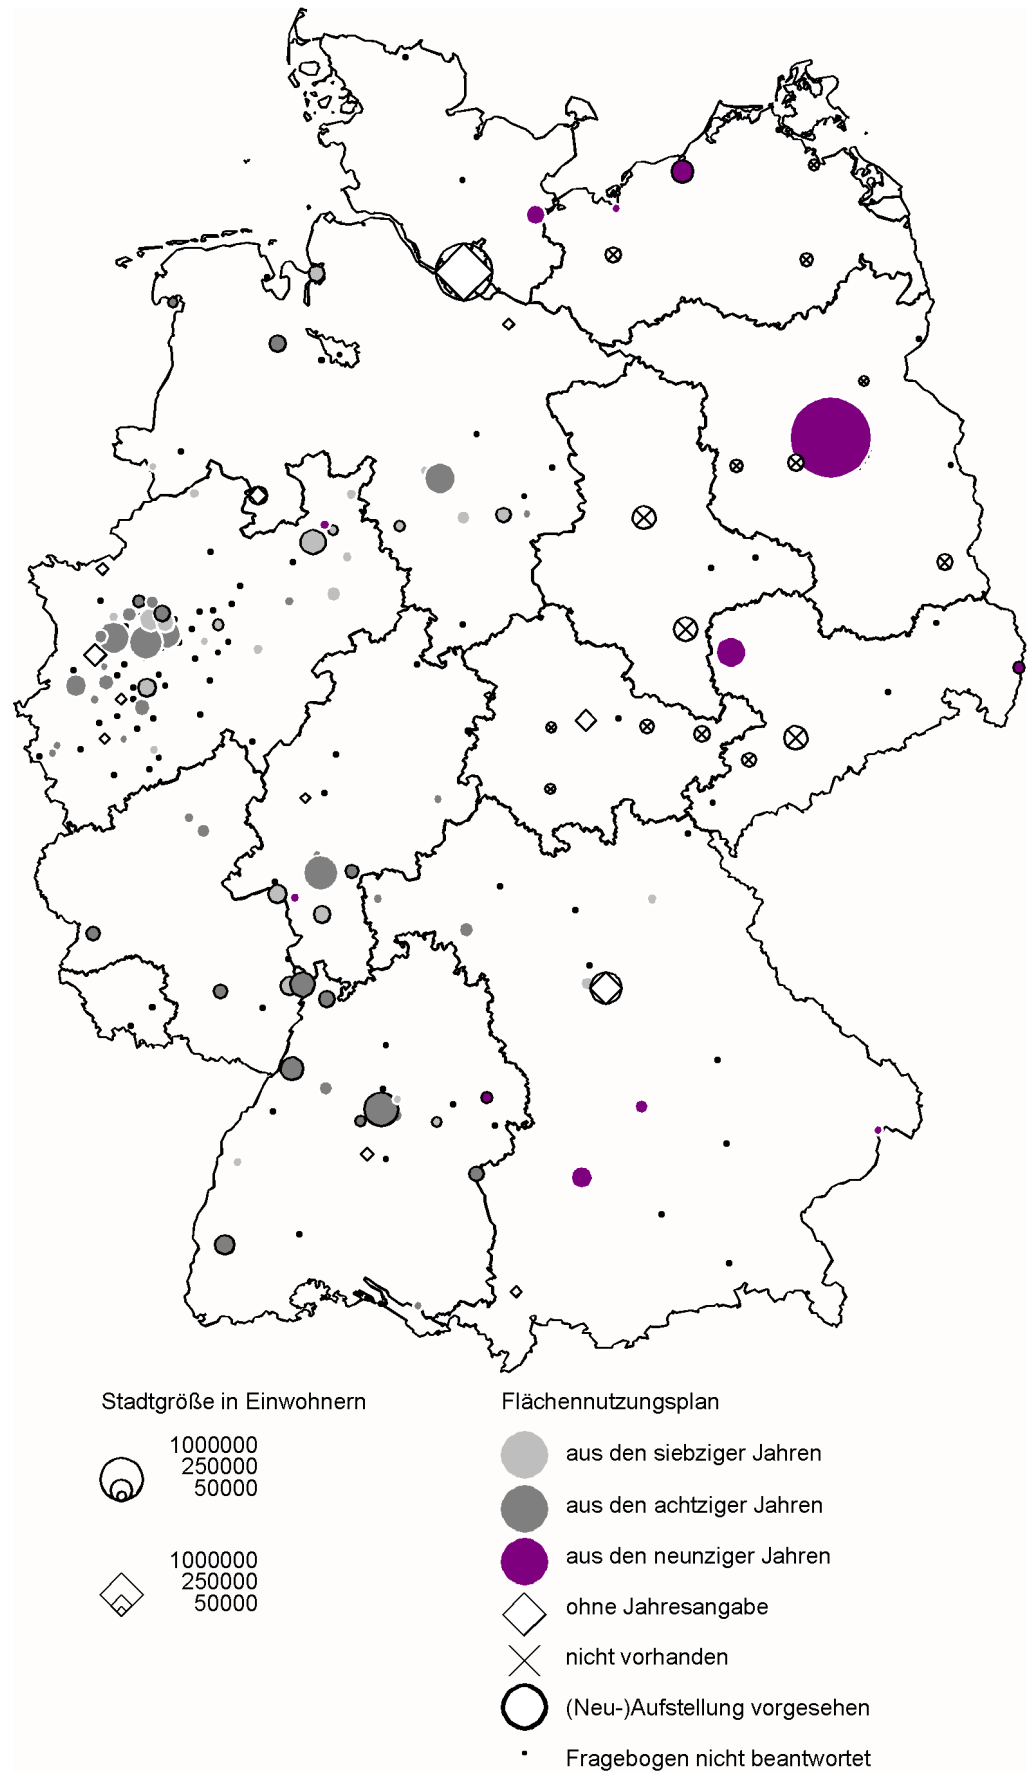 Stadtgröße in Einwohnern
1000000
250000
50000
1000000
250000
50000
Flächennutzungsplan
aus den siebziger Jahren
aus den achtziger Jahren
aus den neunziger Jahren
ohne Jahresangabe
nicht vorhanden
(Neu-)Aufstellung vorgesehen
Fragebogen nicht beantwortet